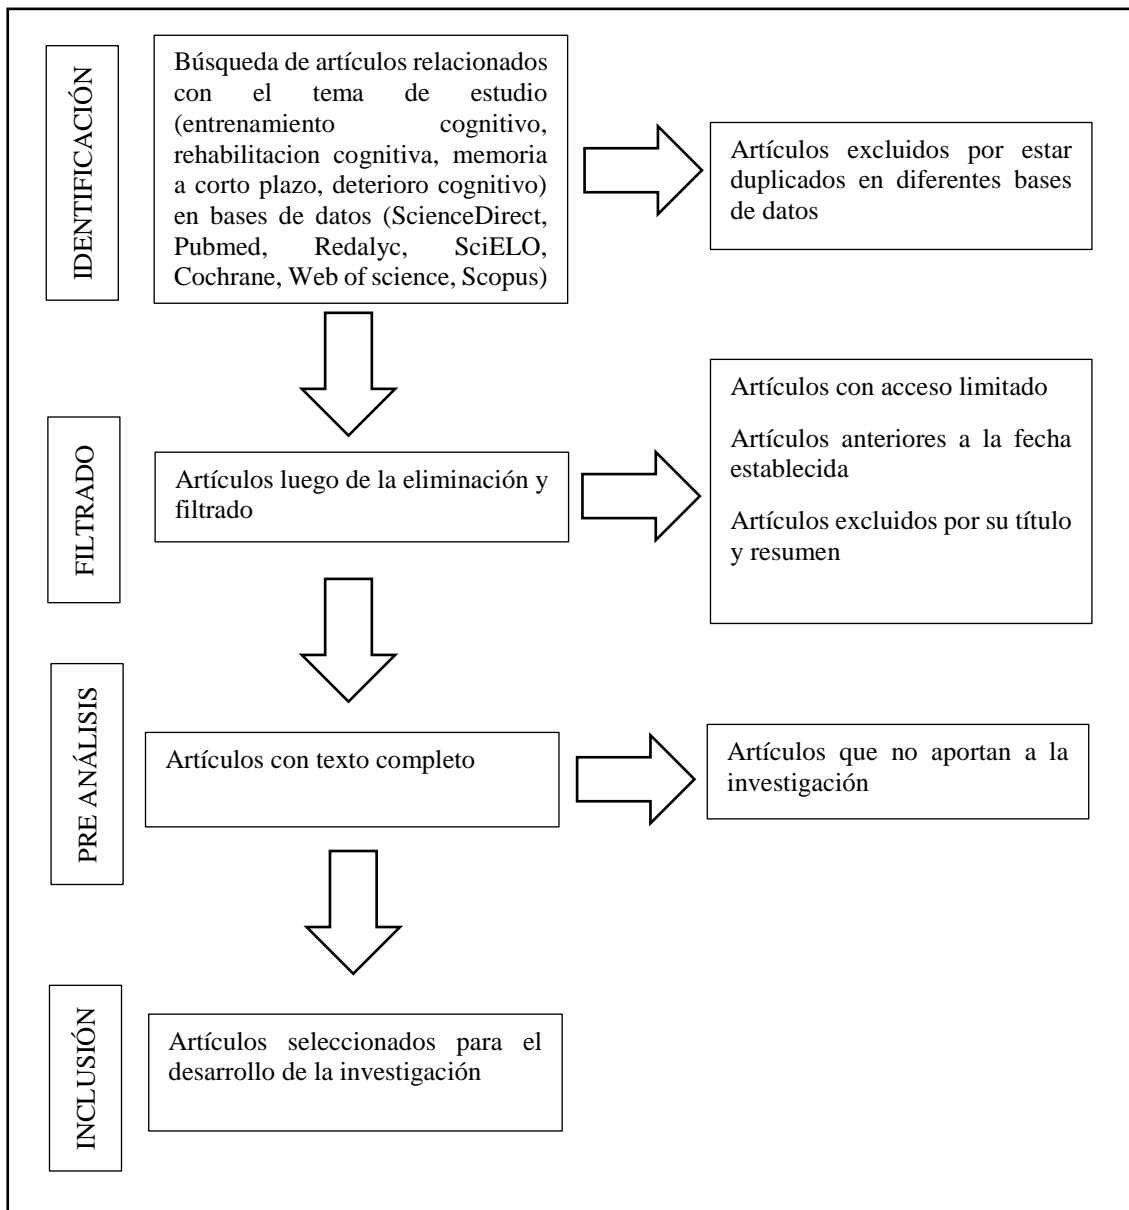 IDENTIFICACIÓN
Búsqueda de artículos relacionados
con el tema de estudio
(entrenamiento cognitivo,
rehabilitacion cognitiva, memoria
a corto plazo, deterioro cognitivo)
en bases de datos (ScienceDirect,
Pubmed, Redalyc, SciELO,
Cochrane, Web of science, Scopus)
Artículos excluidos por estar
duplicados en diferentes bases
de datos
FILTRADO
Artículos luego de la eliminación y
filtrado
Artículos con acceso limitado
Artículos anteriores a la fecha
establecida
Artículos excluidos por su título
y resumen
PRE ANÁLISIS
Artículos con texto completo
Artículos que no aportan a la
investigación
INCLUSIÓN
Artículos seleccionados para el
desarrollo de la investigación